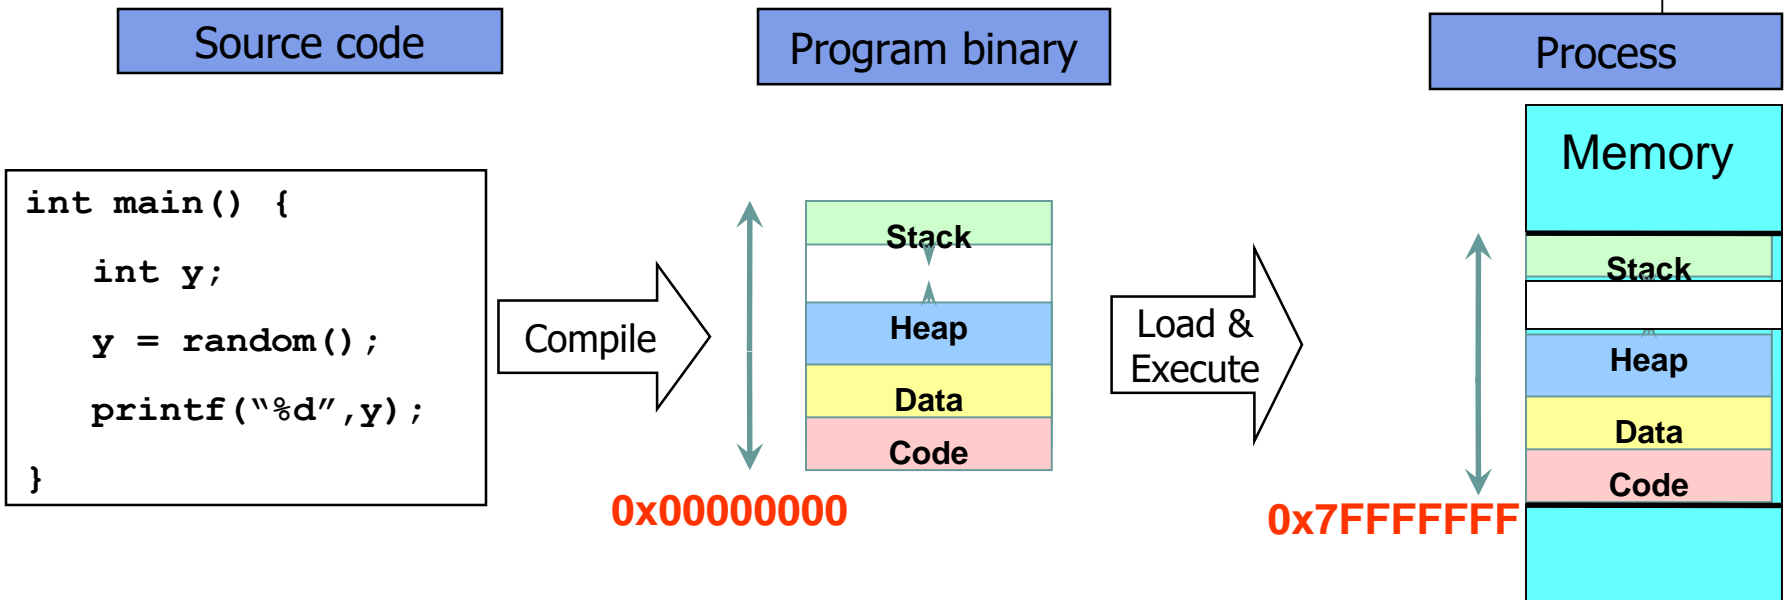 Source code
Program binary
Process
int main() {
int y;
y = random();
printf(“%d”,y);
}
Compile
Stack
Heap
Data
Code
0x00000000
Load &
Execute
Memory
Stack
Heap
Data
Code
0x7FFFFFFF